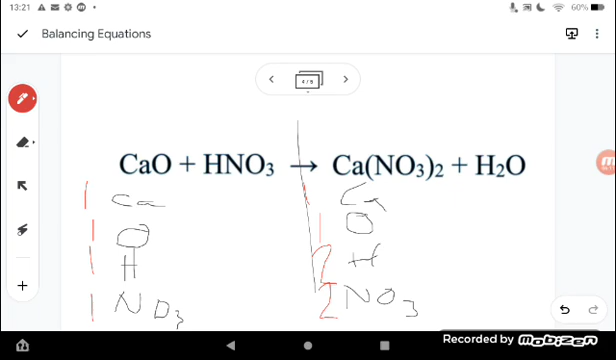 13:21
60%
Balancing Equations
4 / 5
CaO + HNO₃ → Ca(NO₃)₂ + H₂O
1 Ca 1 Ca
1 O 1 O
1 H 2 H
1 NO₃ 2 NO₃
Recorded by mobizen